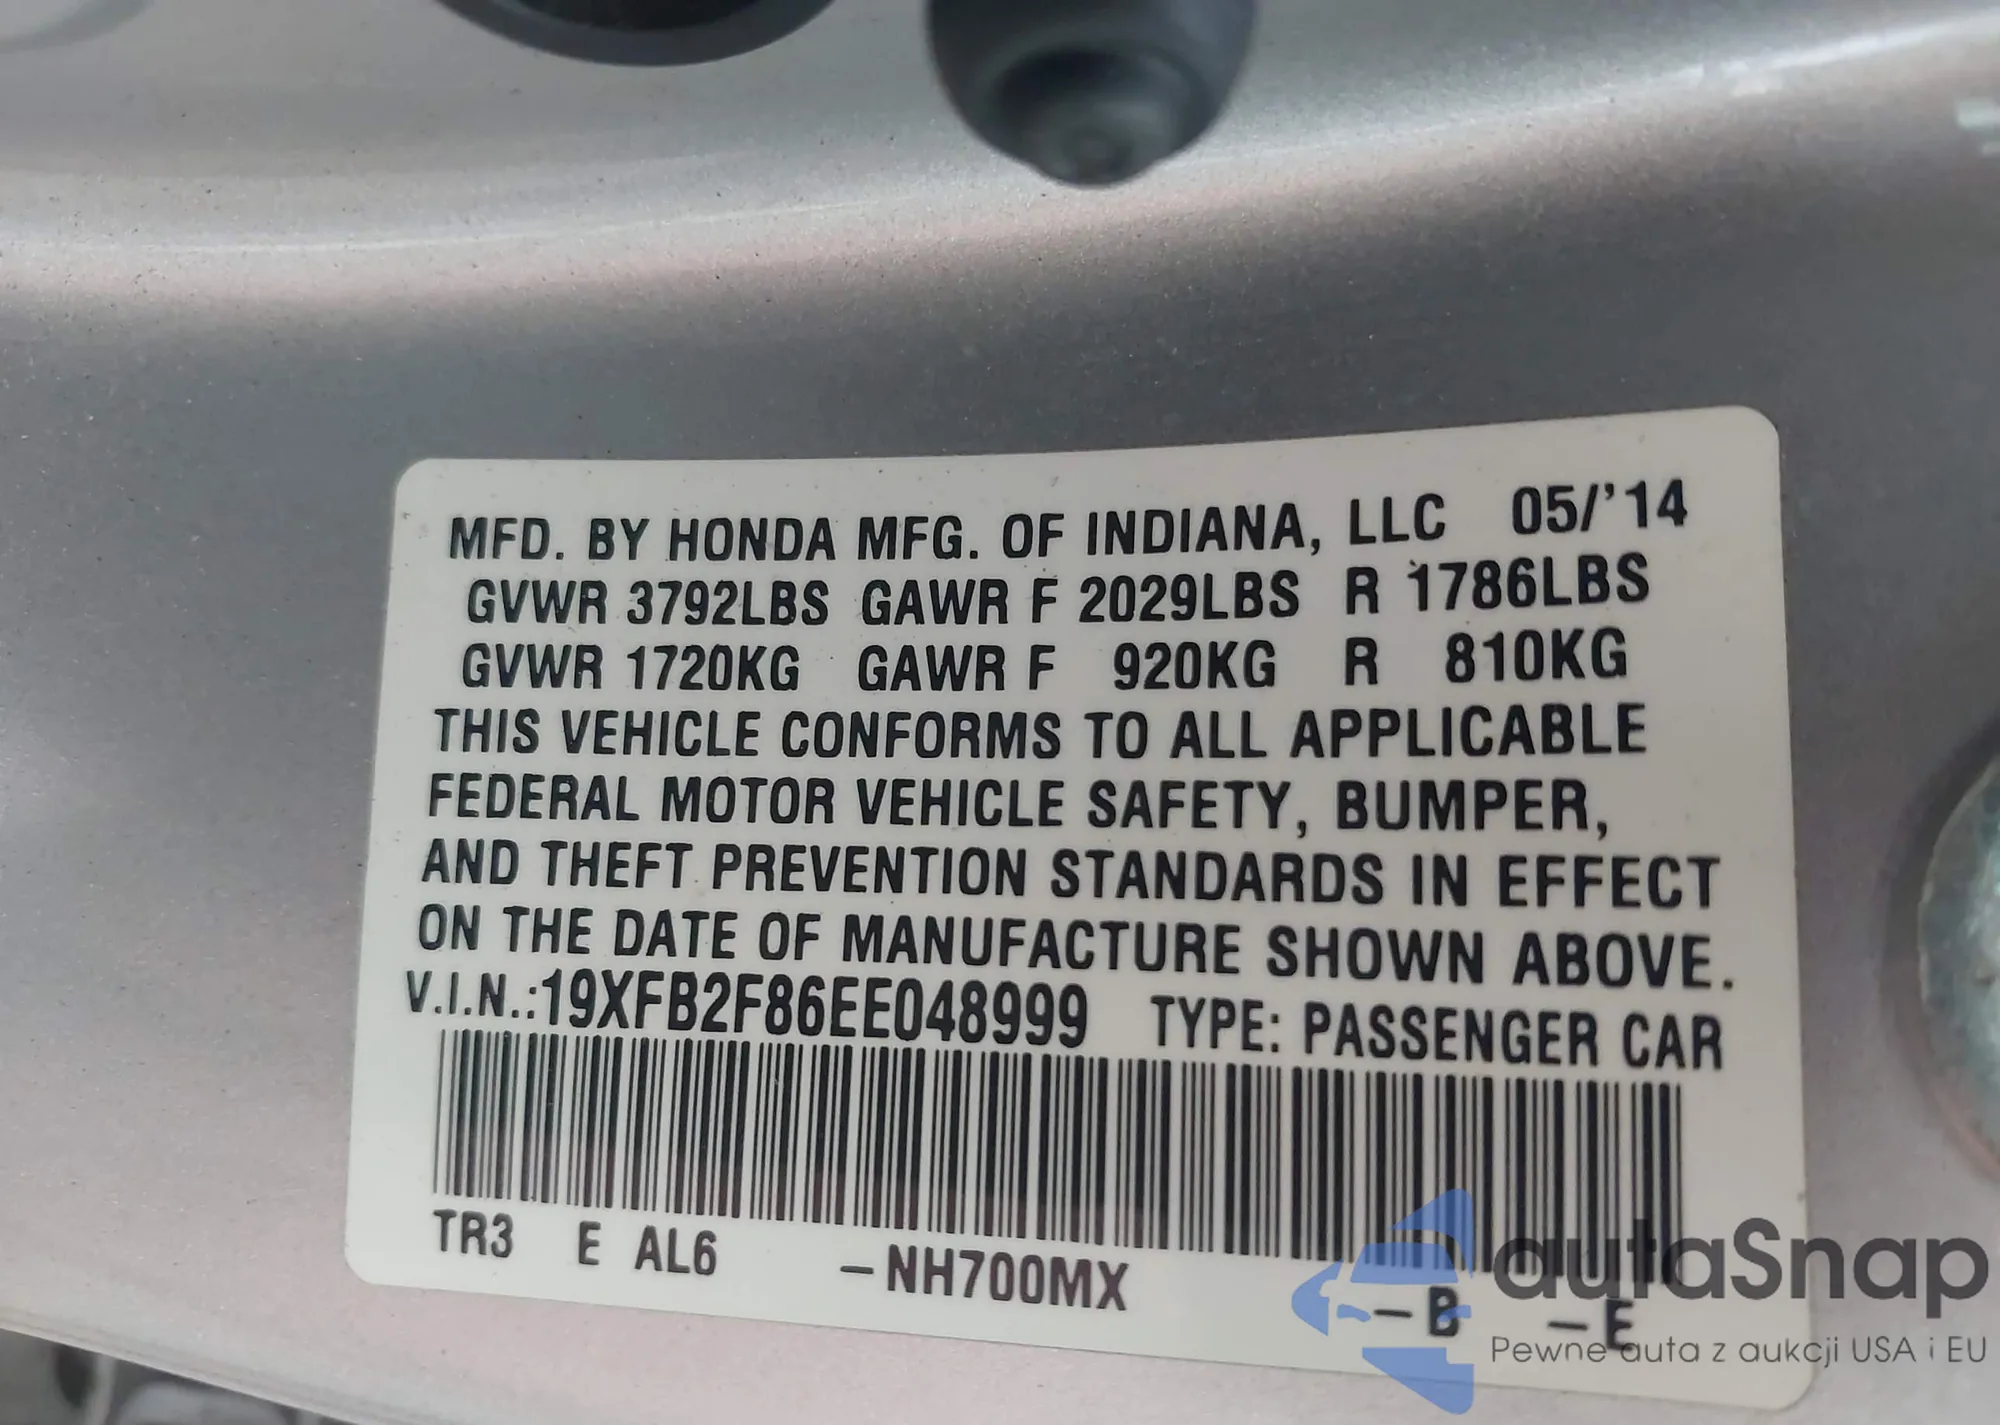 MFD. BY HONDA MFG. OF INDIANA, LLC 05/'14
GVWR 3792LBS GAWR F 2029LBS R 1786LBS
GVWR 1720KG GAWR F 920KG R 810KG
THIS VEHICLE CONFORMS TO ALL APPLICABLE
FEDERAL MOTOR VEHICLE SAFETY, BUMPER,
AND THEFT PREVENTION STANDARDS IN EFFECT
ON THE DATE OF MANUFACTURE SHOWN ABOVE.
V.I.N.:19XFB2F86EE048999 TYPE: PASSENGER CAR
TR3 E AL6 -NH700MX -B -E
autaSnap
Pewne auta z aukcji USA i EU